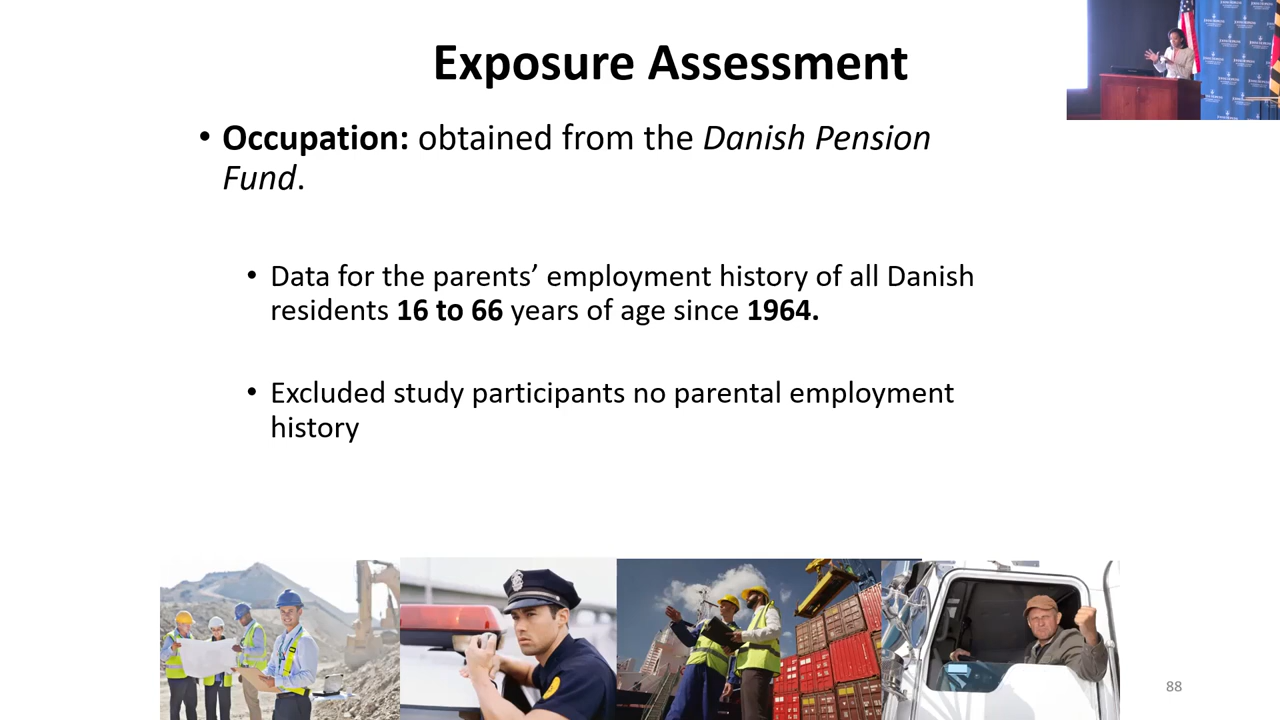 Exposure Assessment
• Occupation: obtained from the Danish Pension
Fund.
• Data for the parents’ employment history of all Danish
residents 16 to 66 years of age since 1964.
• Excluded study participants no parental employment
history
88